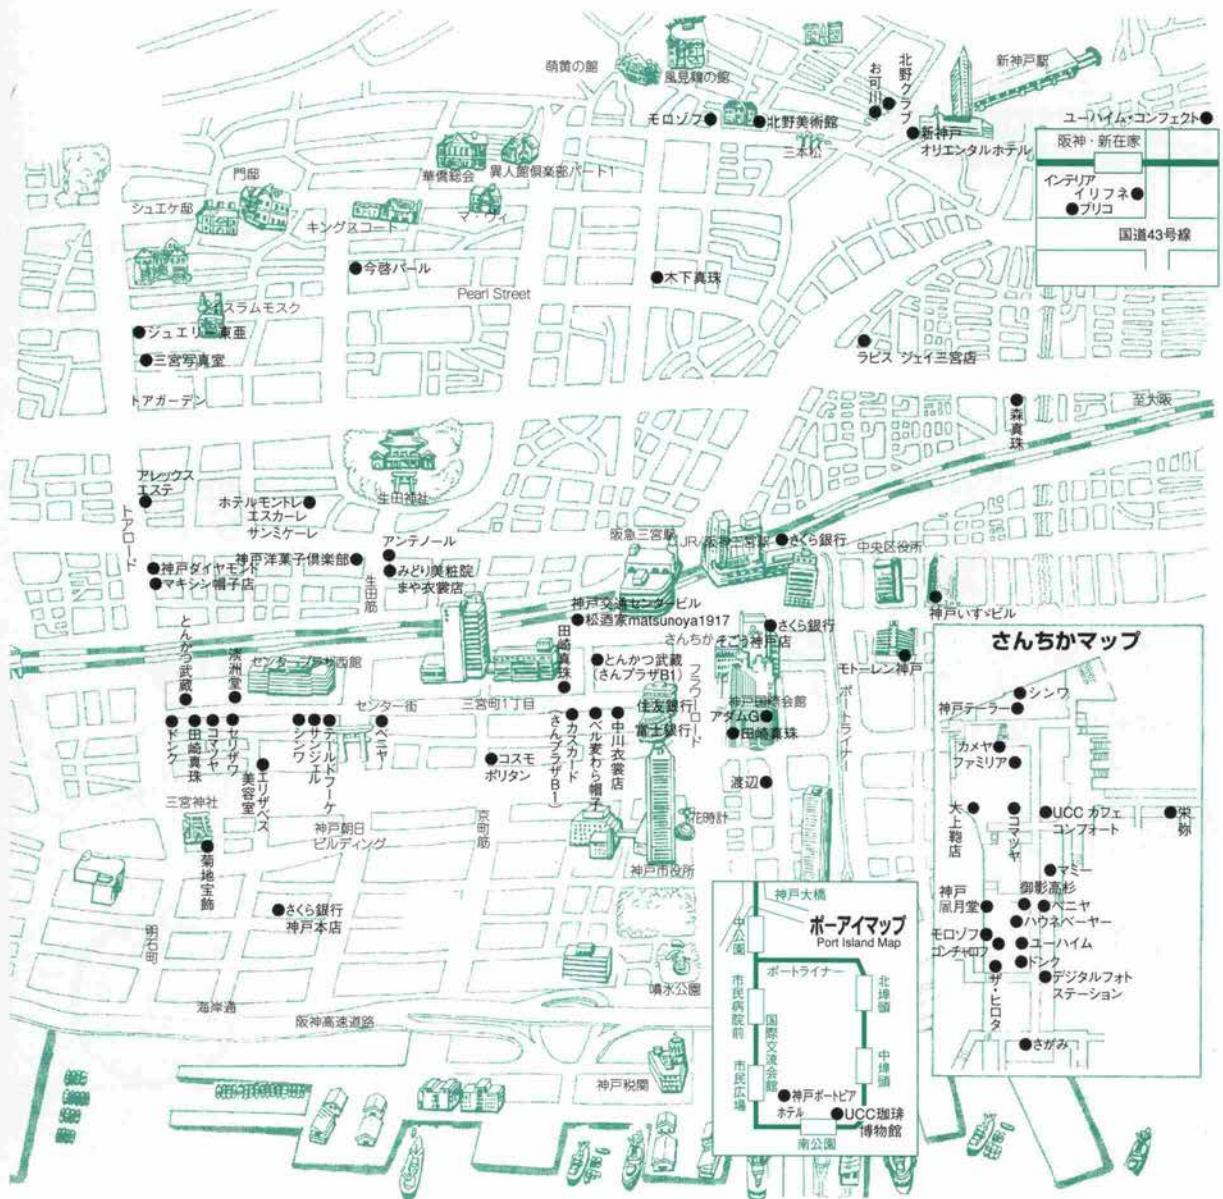 萌黄の館
風見鶏の館
お可川
北野クラブ
新神戸駅
モロゾフ
北野美術館
新神戸
オリエンタルホテル
三本松
ユーハイム・コンフェクト
阪神・新在家
インテリア
イリフネ
ブリコ
国道43号線
門邸
シュエケ邸
華僑総会
異人館倶楽部パート1
キングスコート
マ・ヴィ
今啓パール
木下真珠
Pearl Street
スラムモスク
ジュエリー東亜
三宮写真室
トアガーデン
ラピス ジェイ三宮店
森真珠
至大阪
アレックス
エステ
ホテルモントレ
エスカーレ
サンミケーレ
生田神社
トアロード
アンテノール
神戸洋菓子倶楽部
みどり美粧院
まや衣裳店
生田筋
神戸ダイヤモンド
マキシン帽子店
阪急三宮駅
JR/阪神三宮駅
さくら銀行
中央区役所
神戸いすゞビル
神戸交通センタービル
松酒家matsunoya1917
さんちか
そごう神戸店
さくら銀行
モトーレン神戸
とんかつ武蔵
淡洲堂
センタープラザ西館
田崎真珠
とんかつ武蔵
(さんプラザB1)
フラワーロード
ポートライナー
神戸国際会館
センター街
三宮町1丁目
住友銀行
富士銀行
アダムG
田崎真珠
ドンク
田崎真珠
コマツヤ
セリザワ
エリザベス
美容室
シンワ
サンジェル
テールドフーケ
ベニヤ
コスモ
ポリタン
カスカード
(さんプラザB1)
ベル麦わら帽子
中川衣裳店
渡辺
三宮神社
神戸朝日
ビルディング
京町筋
花時計
神戸市役所
菊地宝飾
さくら銀行
神戸本店
明石町
海岸通
阪神高速道路
噴水公園
神戸税関
神戸大橋
ポーアイマップ
Port Island Map
中公園
ポートライナー
市民病院前
国際交流会館
北埠頭
市民広場
中埠頭
神戸ポートピア
ホテル
UCC珈琲
博物館
南公園
さんちかマップ
シンワ
神戸テーラー
カメヤ
ファミリア
大上鞄店
コマツヤ
UCC カフェ
コンフォート
栄弥
マミー
御影高杉
神戸
凮月堂
ベニヤ
ハウネベーヤー
モロゾフ
ゴンチャロフ
ユーハイム
ドンク
ザ・ヒロタ
デジタルフォト
ステーション
さがみ